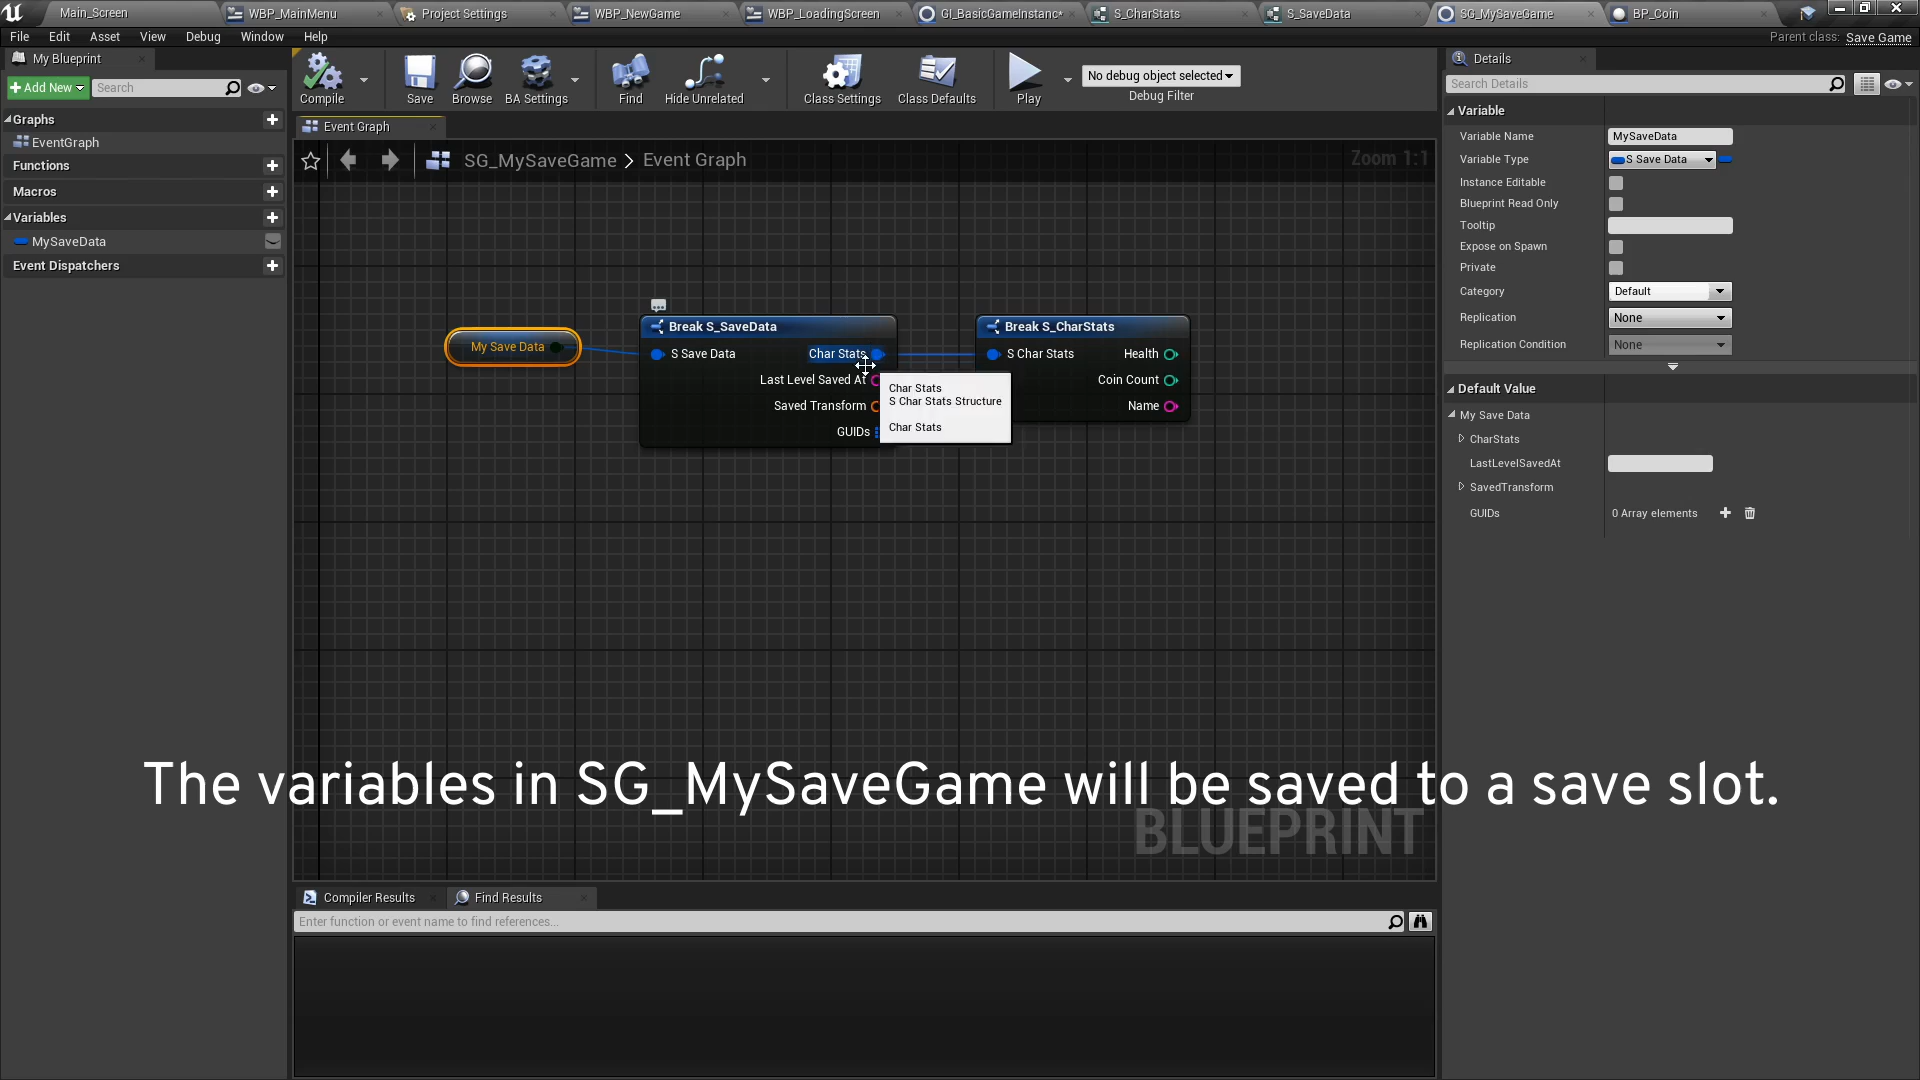 Main_Screen
WBP_MainMenu
Project Settings
WBP_NewGame
WBP_LoadingScreen
GI_BasicGameInstanc*
S_CharStats
S_SaveData
SG_MySaveGame
BP_Coin
File Edit Asset View Debug Window Help
Parent class: Save Game
My Blueprint
Add New
Search
Graphs
EventGraph
Functions
Macros
Variables
MySaveData
Event Dispatchers
Compile
Save
Browse
BA Settings
Find
Hide Unrelated
Class Settings
Class Defaults
Play
No debug object selected
Debug Filter
Event Graph
SG_MySaveGame > Event Graph
Zoom 1:1
My Save Data
Break S_SaveData
S Save Data
Char Stats
Last Level Saved At
Saved Transform
GUIDs
Char Stats
S Char Stats Structure
Char Stats
Break S_CharStats
S Char Stats
Health
Coin Count
Name
The variables in SG_MySaveGame will be saved to a save slot.
BLUEPRINT
Compiler Results
Find Results
Enter function or event name to find references...
Details
Search Details
Variable
Variable Name MySaveData
Variable Type S Save Data
Instance Editable
Blueprint Read Only
Tooltip
Expose on Spawn
Private
Category Default
Replication None
Replication Condition None
Default Value
My Save Data
CharStats
LastLevelSavedAt
SavedTransform
GUIDs 0 Array elements